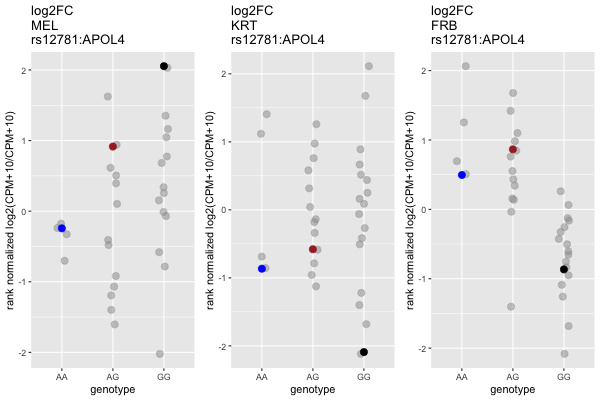 log2FC
MEL
rs12781:APOL4
rank normalized log2(CPM+10/CPM+10)
2
1
0
-1
-2
AA
AG
GG
genotype
log2FC
KRT
rs12781:APOL4
rank normalized log2(CPM+10/CPM+10)
2
1
0
-1
-2
AA
AG
GG
genotype
log2FC
FRB
rs12781:APOL4
rank normalized log2(CPM+10/CPM+10)
2
1
0
-1
-2
AA
AG
GG
genotype